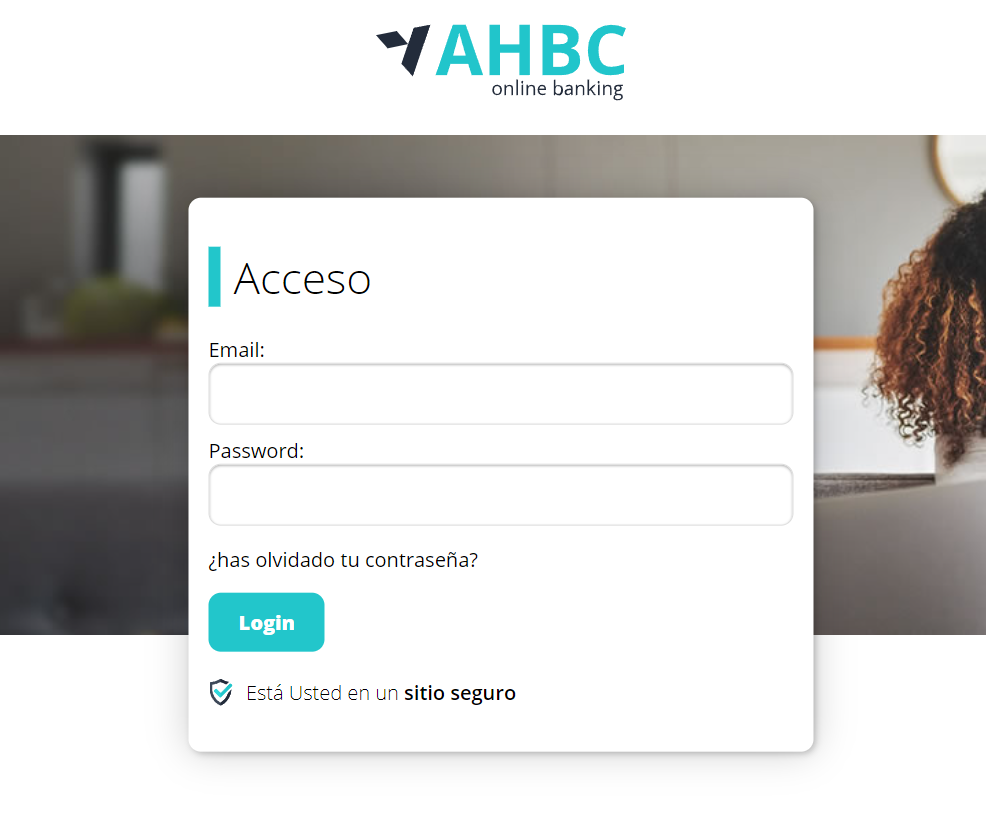 AHBC
online banking
Acceso
Email:
Password:
¿has olvidado tu contraseña?
Login
Está Usted en un sitio seguro